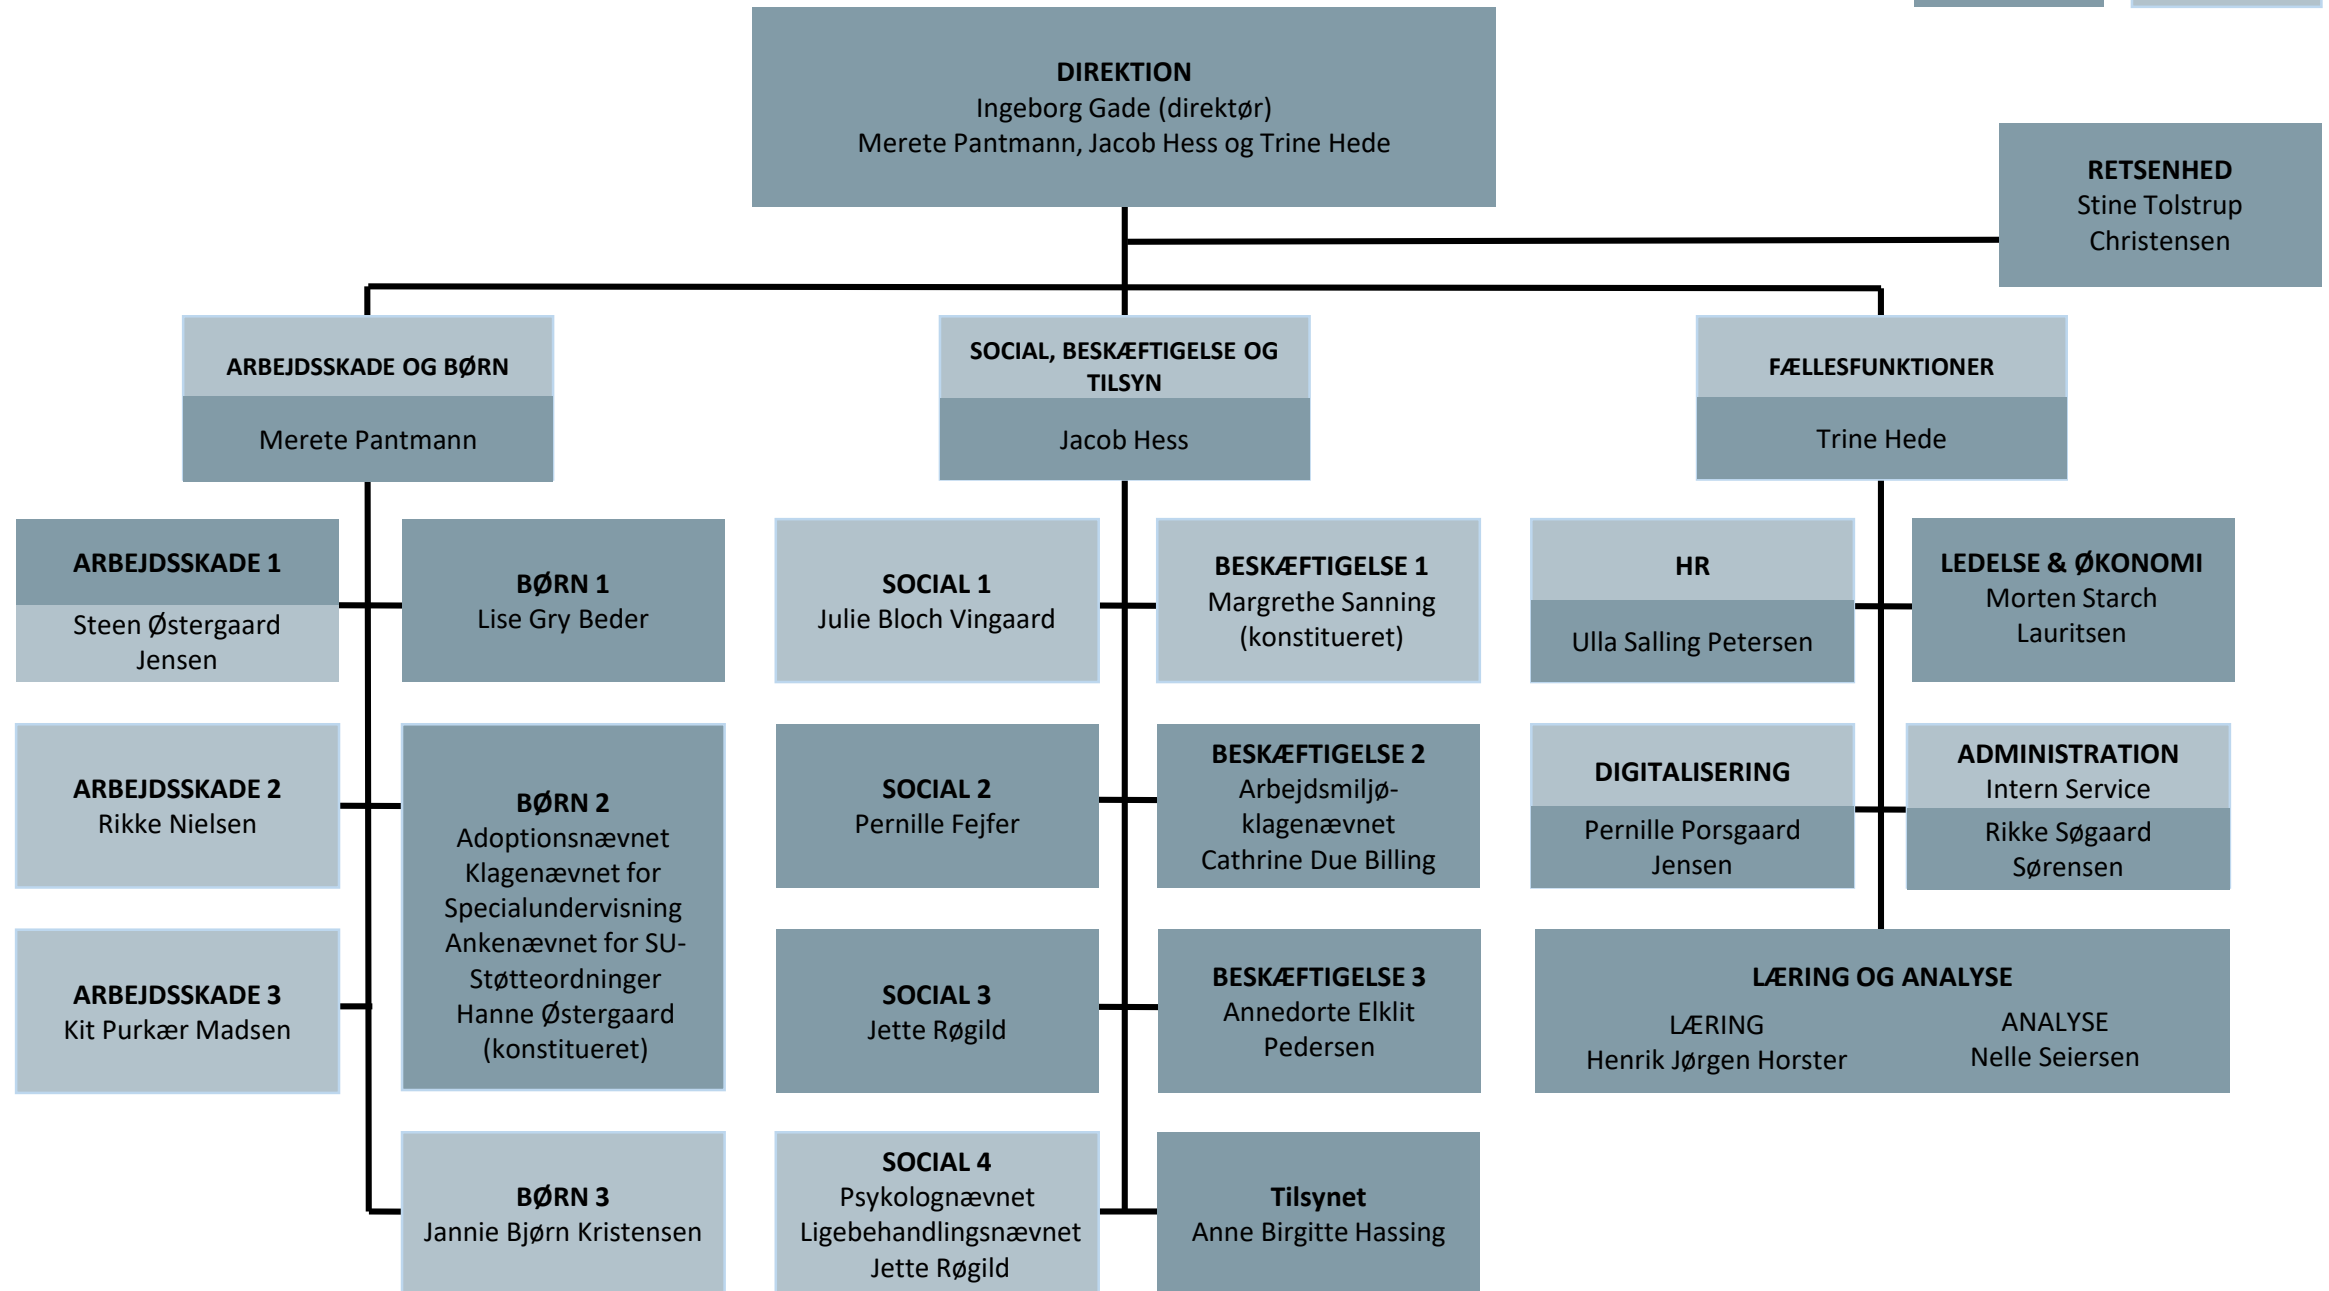 DIREKTION
Ingeborg Gade (direktør)
Merete Pantmann, Jacob Hess og Trine Hede
RETSENHED
Stine Tolstrup
Christensen
ARBEJDSSKADE OG BØRN
Merete Pantmann
SOCIAL, BESKÆFTIGELSE OG
TILSYN
Jacob Hess
FÆLLESFUNKTIONER
Trine Hede
ARBEJDSSKADE 1
Steen Østergaard
Jensen
BØRN 1
Lise Gry Beder
SOCIAL 1
Julie Bloch Vingaard
BESKÆFTIGELSE 1
Margrethe Sanning
(konstitueret)
HR
Ulla Salling Petersen
LEDELSE & ØKONOMI
Morten Starch
Lauritsen
ARBEJDSSKADE 2
Rikke Nielsen
BØRN 2
Adoptionsnævnet
Klagenævnet for
Specialundervisning
Ankenævnet for SU-
Støtteordninger
Hanne Østergaard
(konstitueret)
SOCIAL 2
Pernille Fejfer
BESKÆFTIGELSE 2
Arbejdsmiljø-
klagenævnet
Cathrine Due Billing
DIGITALISERING
Pernille Porsgaard
Jensen
ADMINISTRATION
Intern Service
Rikke Søgaard
Sørensen
ARBEJDSSKADE 3
Kit Purkær Madsen
SOCIAL 3
Jette Røgild
BESKÆFTIGELSE 3
Annedorte Elklit
Pedersen
LÆRING OG ANALYSE
LÆRING
Henrik Jørgen Horster
ANALYSE
Nelle Seiersen
BØRN 3
Jannie Bjørn Kristensen
SOCIAL 4
Psykolognævnet
Ligebehandlingsnævnet
Jette Røgild
Tilsynet
Anne Birgitte Hassing